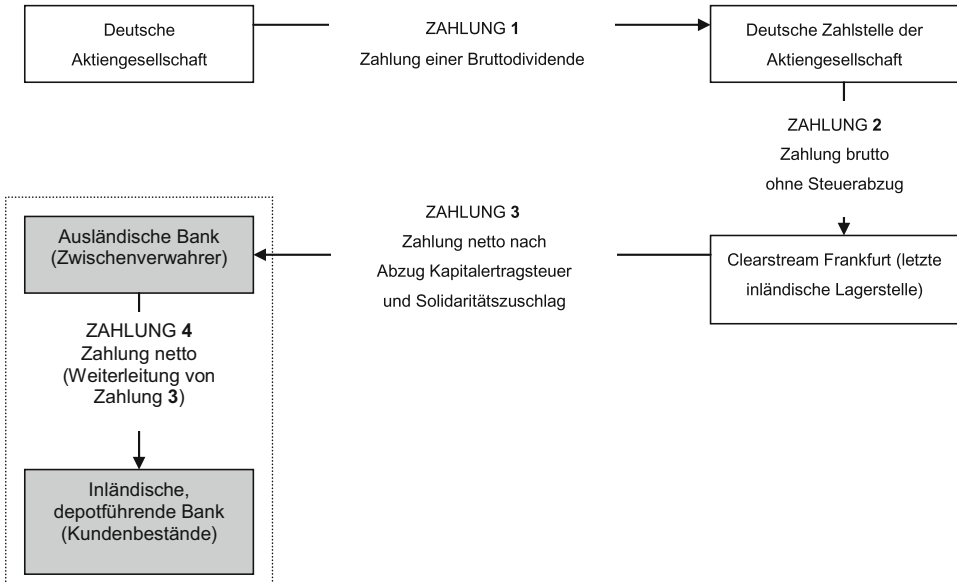 Deutsche
Aktiengesellschaft
ZAHLUNG 1
Zahlung einer Bruttodividende
Deutsche Zahlstelle der
Aktiengesellschaft
ZAHLUNG 2
Zahlung brutto
ohne Steuerabzug
Clearstream Frankfurt (letzte
inländische Lagerstelle)
ZAHLUNG 3
Zahlung netto nach
Abzug Kapitalertragsteuer
und Solidaritätszuschlag
Ausländische Bank
(Zwischenverwahrer)
ZAHLUNG 4
Zahlung netto
(Weiterleitung von
Zahlung 3)
Inländische,
depotführende Bank
(Kundenbestände)